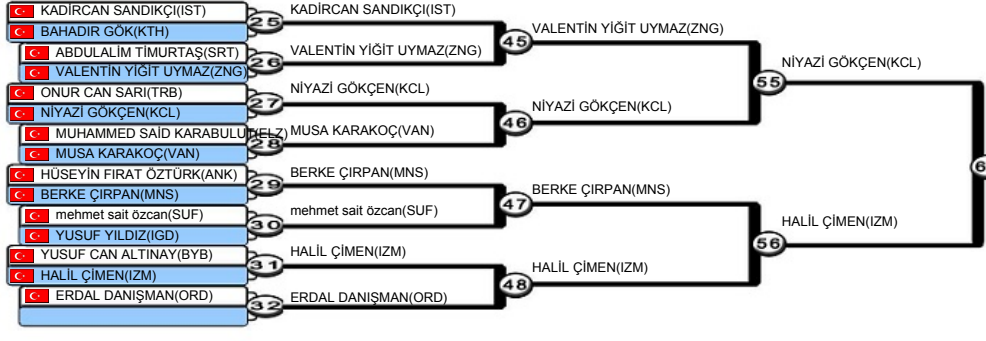 KADİRCAN SANDIKÇI(IST)
BAHADIR GÖK(KTH)
25
KADİRCAN SANDIKÇI(IST)
ABDULALİM TİMURTAŞ(SRT)
VALENTİN YİĞİT UYMAZ(ZNG)
26
VALENTİN YİĞİT UYMAZ(ZNG)
45
VALENTİN YİĞİT UYMAZ(ZNG)
ONUR CAN SARI(TRB)
NİYAZİ GÖKÇEN(KCL)
27
NİYAZİ GÖKÇEN(KCL)
MUHAMMED SAİD KARABULUT(ELZ)
MUSA KARAKOÇ(VAN)
28
MUSA KARAKOÇ(VAN)
46
NİYAZİ GÖKÇEN(KCL)
55
NİYAZİ GÖKÇEN(KCL)
HÜSEYİN FIRAT ÖZTÜRK(ANK)
BERKE ÇIRPAN(MNS)
29
BERKE ÇIRPAN(MNS)
mehmet sait özcan(SUF)
YUSUF YILDIZ(IGD)
30
mehmet sait özcan(SUF)
47
BERKE ÇIRPAN(MNS)
YUSUF CAN ALTINAY(BYB)
HALİL ÇİMEN(IZM)
31
HALİL ÇİMEN(IZM)
ERDAL DANIŞMAN(ORD)
32
ERDAL DANIŞMAN(ORD)
48
HALİL ÇİMEN(IZM)
56
HALİL ÇİMEN(IZM)